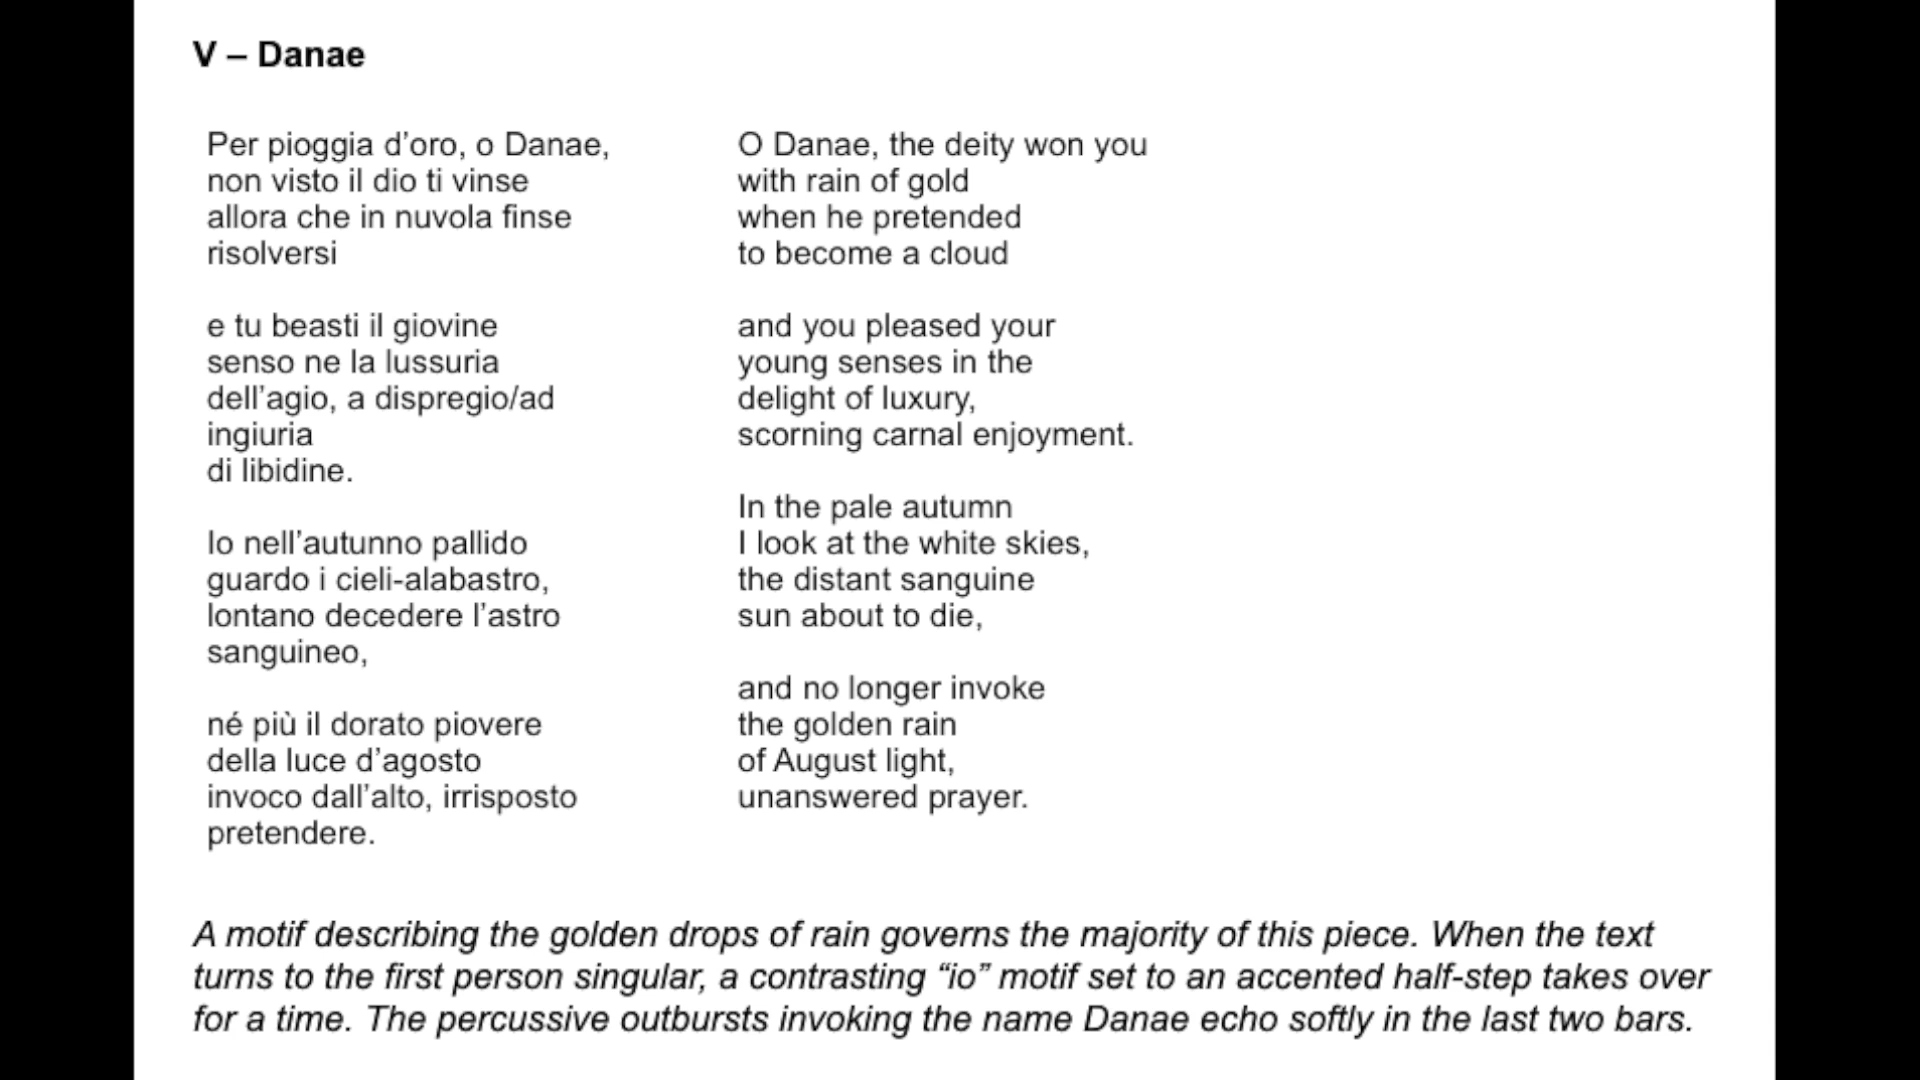 V – Danae
Per pioggia d’oro, o Danae,
non visto il dio ti vinse
allora che in nuvola finse
risolversi
e tu beasti il giovine
senso ne la lussuria
dell’agio, a dispregio/ad
ingiuria
di libidine.
Io nell’autunno pallido
guardo i cieli-alabastro,
lontano decedere l’astro
sanguineo,
né più il dorato piovere
della luce d’agosto
invoco dall’alto, irrisposto
pretendere.
O Danae, the deity won you
with rain of gold
when he pretended
to become a cloud
and you pleased your
young senses in the
delight of luxury,
scorning carnal enjoyment.
In the pale autumn
I look at the white skies,
the distant sanguine
sun about to die,
and no longer invoke
the golden rain
of August light,
unanswered prayer.
A motif describing the golden drops of rain governs the majority of this piece. When the text
turns to the first person singular, a contrasting “io” motif set to an accented half-step takes over
for a time. The percussive outbursts invoking the name Danae echo softly in the last two bars.